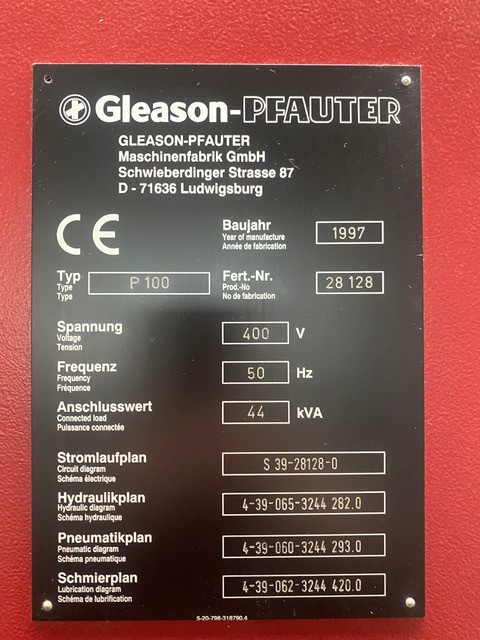 Gleason-PFAUTER
GLEASON-PFAUTER
Maschinenfabrik GmbH
Schwieberdinger Strasse 87
D - 71636 Ludwigsburg
CE
Baujahr
Year of manufacture
Année de fabrication
1997
Typ
Type
Type
P 100
Fert.-Nr.
Prod.-No
No de fabrication
28 128
Spannung
Voltage
Tension
400 V
Frequenz
Frequency
Fréquence
50 Hz
Anschlusswert
Connected load
Puissance connectée
44 kVA
Stromlaufplan
Circuit diagram
Schéma électrique
S 39-28128-0
Hydraulikplan
Hydraulic diagram
Schéma hydraulique
4-39-065-3244 282.0
Pneumatikplan
Pneumatic diagram
Schéma pneumatique
4-39-060-3244 293.0
Schmierplan
Lubrication diagram
Schéma de lubrification
4-39-062-3244 420.0
S-20-798-318790.4